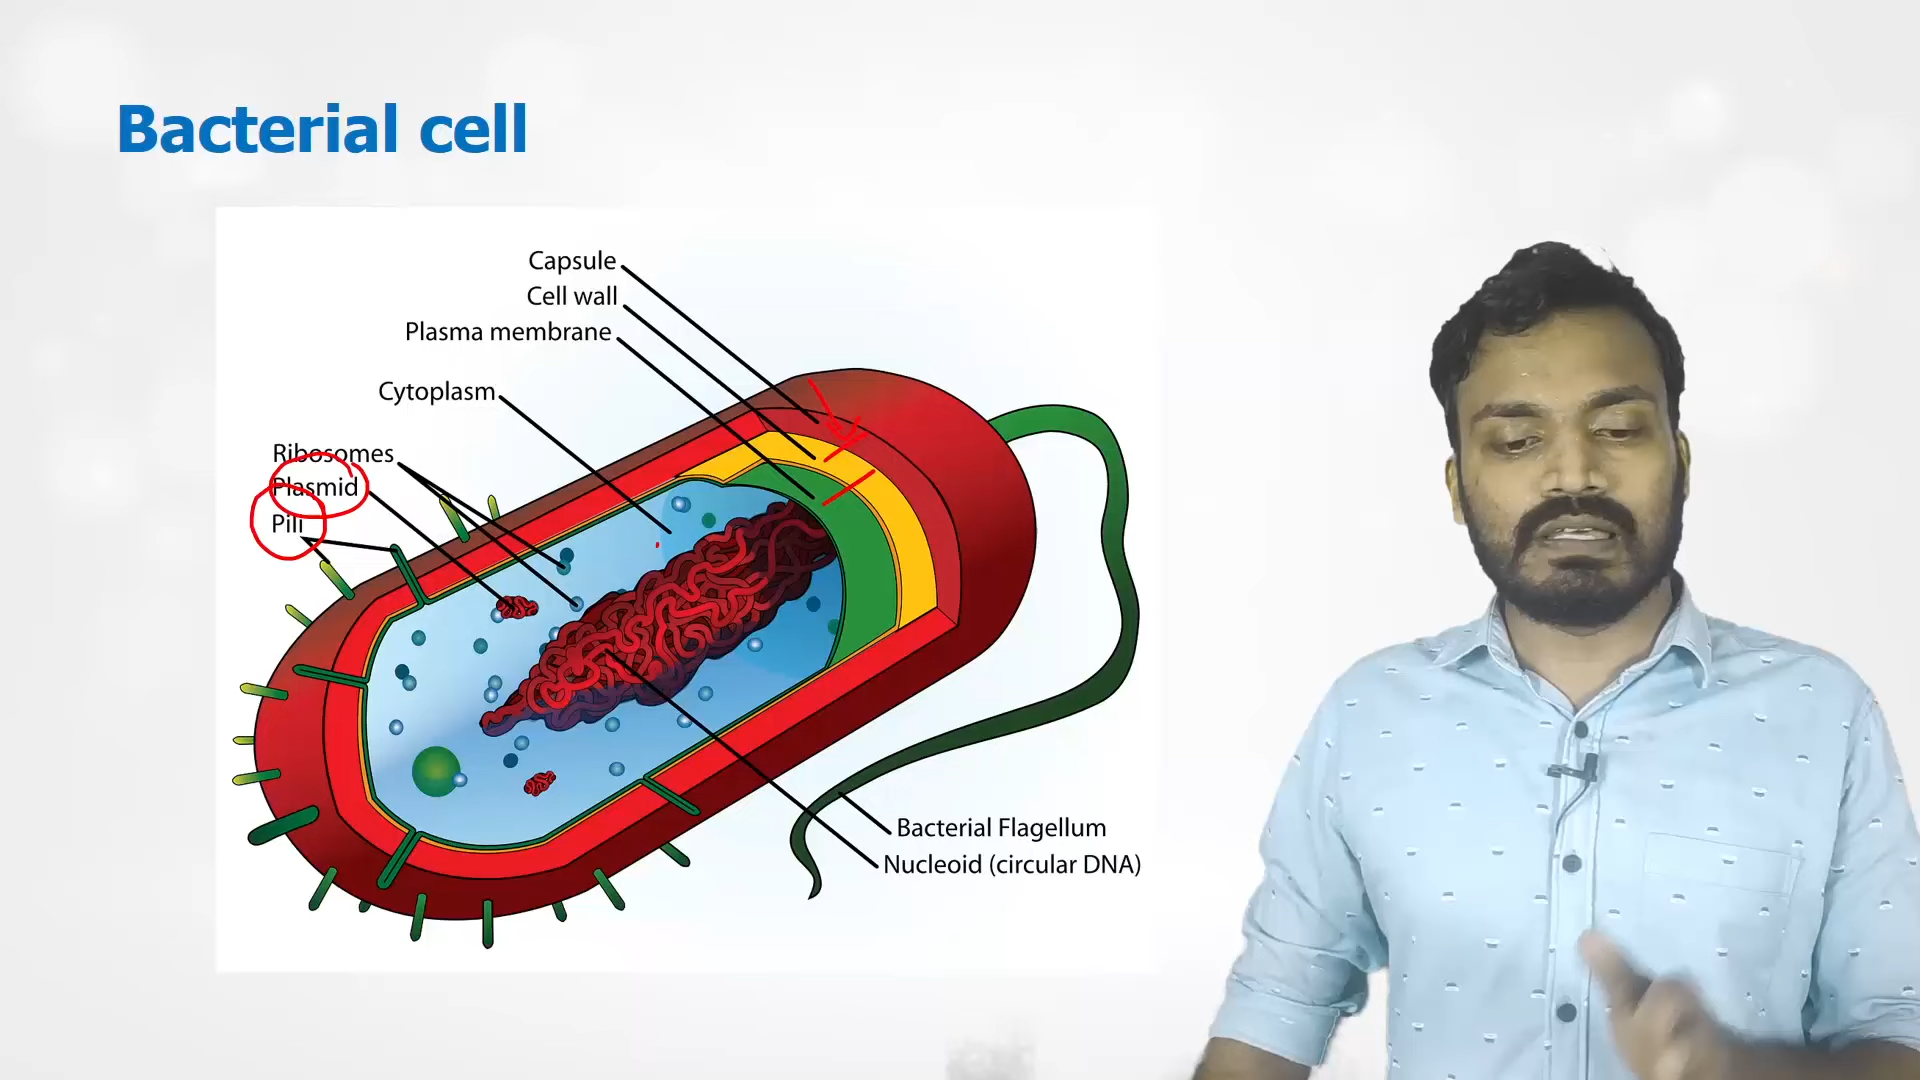 Bacterial cell
Capsule
Cell wall
Plasma membrane
Cytoplasm
Ribosomes
Plasmid
Pili
Bacterial Flagellum
Nucleoid (circular DNA)